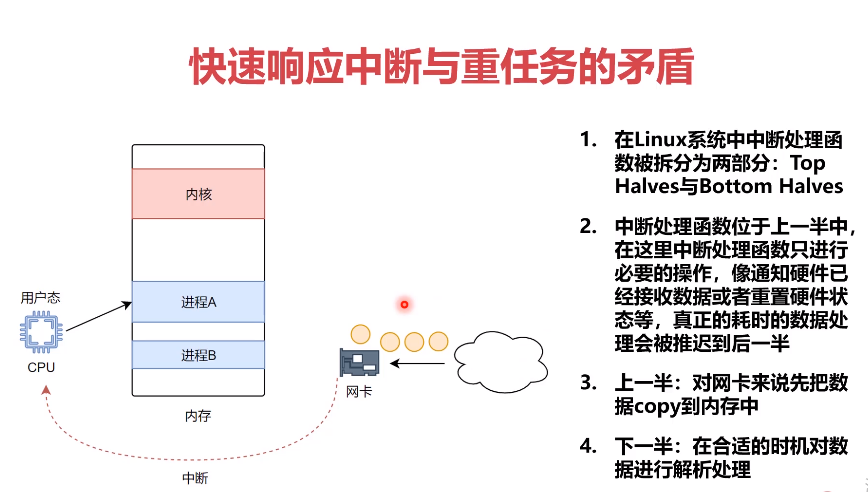 快速响应中断与重任务的矛盾
1. 在Linux系统中中断处理函
数被拆分为两部分：Top
Halves与Bottom Halves
2. 中断处理函数位于上一半中，
在这里中断处理函数只进行
必要的操作，像通知硬件已
经接收数据或者重置硬件状
态等，真正的耗时的数据处
理会被推迟到后一半
3. 上一半：对网卡来说先把数
据copy到内存中
4. 下一半：在合适的时机对数
据进行解析处理
内核
用户态
进程A
进程B
CPU
网卡
内存
中断